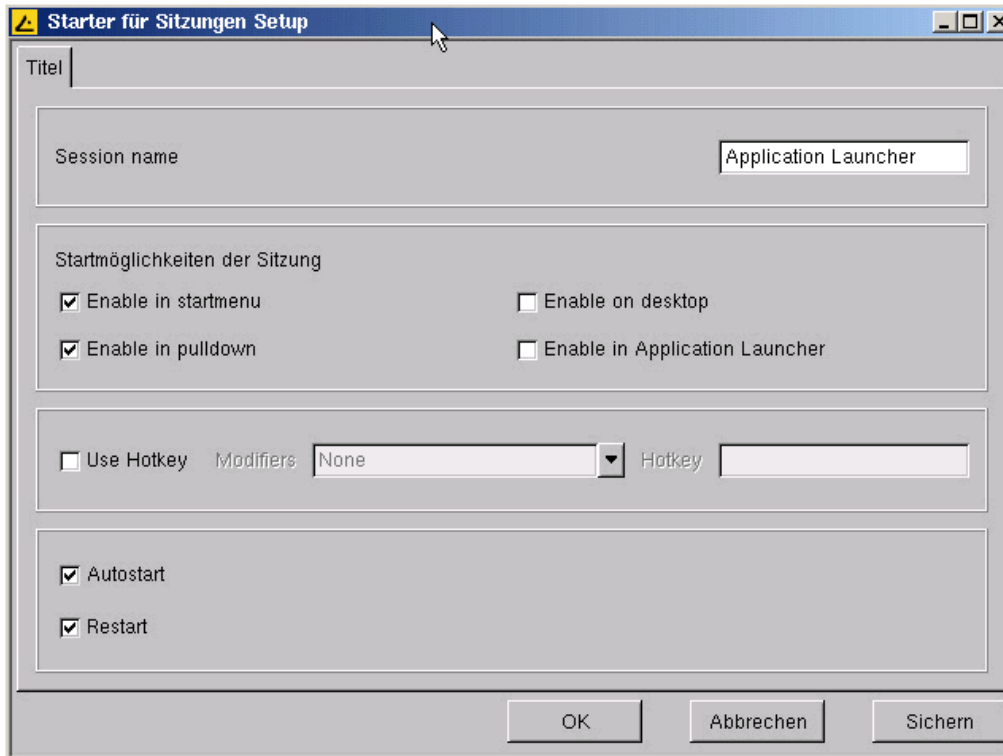 Starter für Sitzungen Setup
Titel
Session name Application Launcher
Startmöglichkeiten der Sitzung
Enable in startmenu Enable on desktop
Enable in pulldown Enable in Application Launcher
Use Hotkey Modifiers None Hotkey
Autostart
Restart
OK Abbrechen Sichern